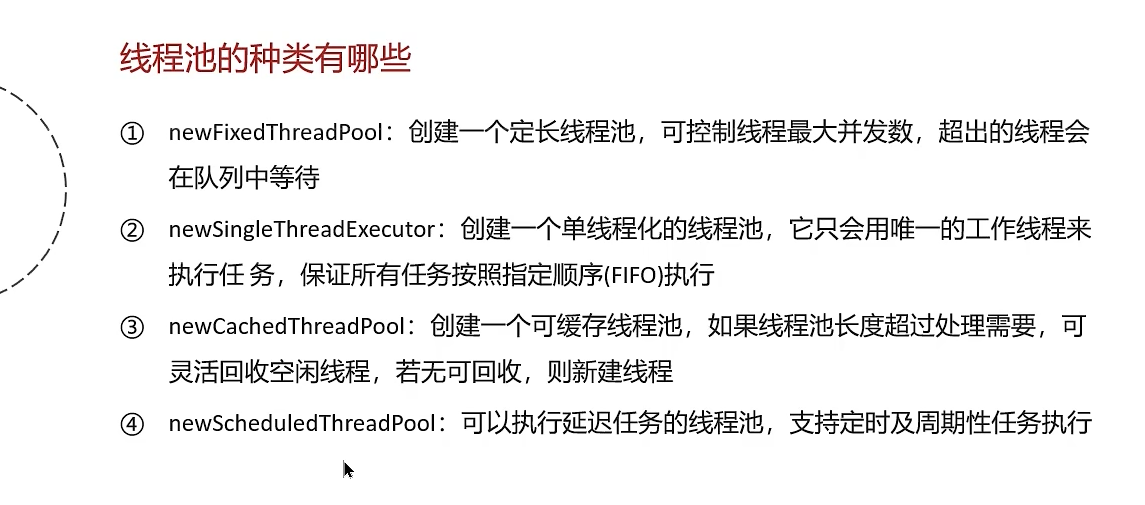 线程池的种类有哪些
① newFixedThreadPool：创建一个定长线程池，可控制线程最大并发数，超出的线程会
在队列中等待
② newSingleThreadExecutor：创建一个单线程化的线程池，它只会用唯一的工作线程来
执行任 务，保证所有任务按照指定顺序(FIFO)执行
③ newCachedThreadPool：创建一个可缓存线程池，如果线程池长度超过处理需要，可
灵活回收空闲线程，若无可回收，则新建线程
④ newScheduledThreadPool：可以执行延迟任务的线程池，支持定时及周期性任务执行